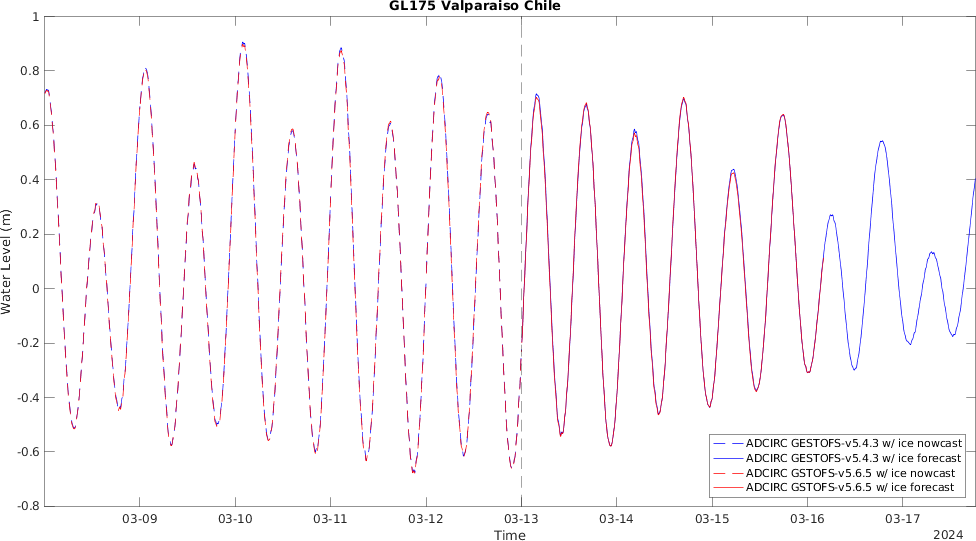 GL175 Valparaiso Chile
1
0.8
0.6
0.4
0.2
0
-0.2
-0.4
-0.6
-0.8
Water Level (m)
ADCIRC GESTOFS-v5.4.3 w/ ice nowcast
ADCIRC GESTOFS-v5.4.3 w/ ice forecast
ADCIRC GSTOFS-v5.6.5 w/ ice nowcast
ADCIRC GSTOFS-v5.6.5 w/ ice forecast
03-09 03-10 03-11 03-12 03-13 03-14 03-15 03-16 03-17
Time
2024